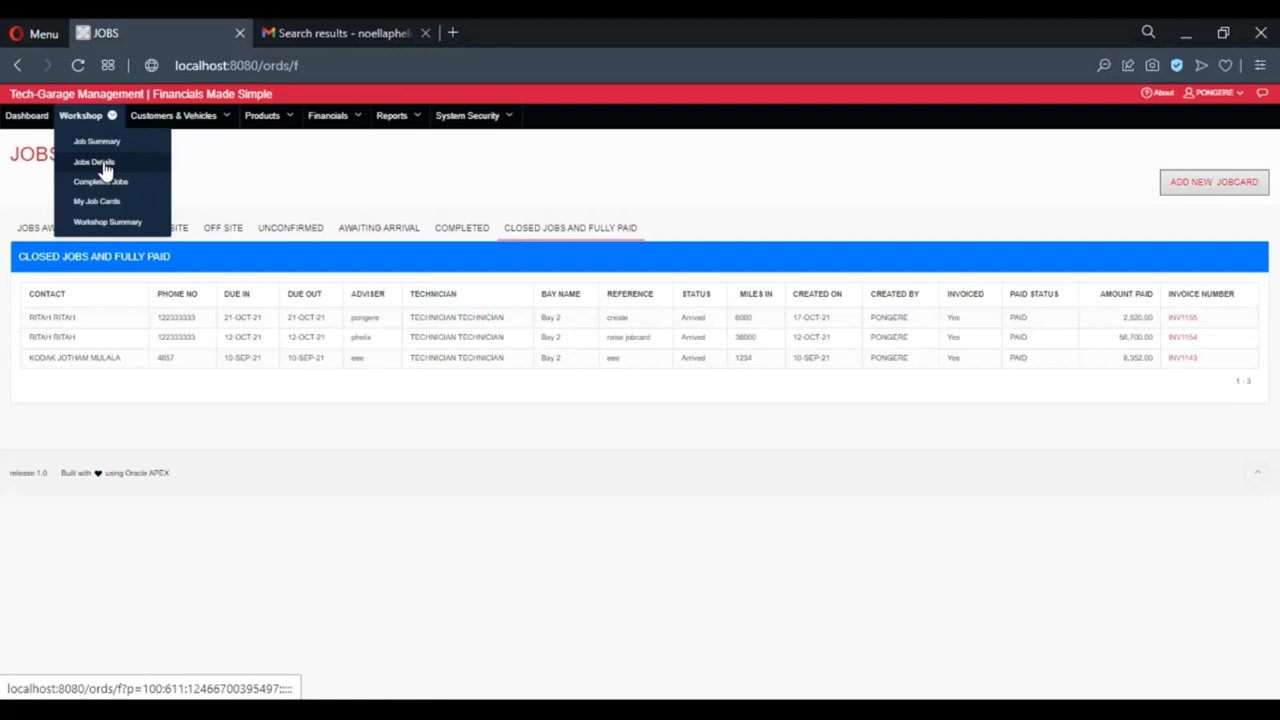 Menu
JOBS
Search results - noellaphel
localhost:8080/ords/f
Tech-Garage Management | Financials Made Simple
About
PONGERE
Dashboard
Workshop
Customers & Vehicles
Products
Financials
Reports
System Security
Job Summary
Jobs Details
Completed Jobs
My Job Cards
Workshop Summary
JOBS
ADD NEW JOBCARD
JOBS AW
SITE
OFF SITE
UNCONFIRMED
AWAITING ARRIVAL
COMPLETED
CLOSED JOBS AND FULLY PAID
CLOSED JOBS AND FULLY PAID
CONTACT PHONE NO DUE IN DUE OUT ADVISER TECHNICIAN BAY NAME REFERENCE STATUS MILES IN CREATED ON CREATED BY INVOICED PAID STATUS AMOUNT PAID INVOICE NUMBER
RITAH RITAH 122333333 21-OCT-21 21-OCT-21 pongere TECHNICIAN TECHNICIAN Bay 2 create Arrived 6000 17-OCT-21 PONGERE Yes PAID 2,520.00 INV1155
RITAH RITAH 122333333 12-OCT-21 12-OCT-21 phelix TECHNICIAN TECHNICIAN Bay 2 raise jobcard Arrived 36000 12-OCT-21 PONGERE Yes PAID 56,700.00 INV1154
KODAK JOTHAM MULALA 4857 10-SEP-21 10-SEP-21 eee TECHNICIAN TECHNICIAN Bay 2 eee Arrived 1234 10-SEP-21 PONGERE Yes PAID 8,352.00 INV1143
1 - 3
release 1.0
Built with ♥ using Oracle APEX
localhost:8080/ords/f?p=100:611:12466700395497:::::